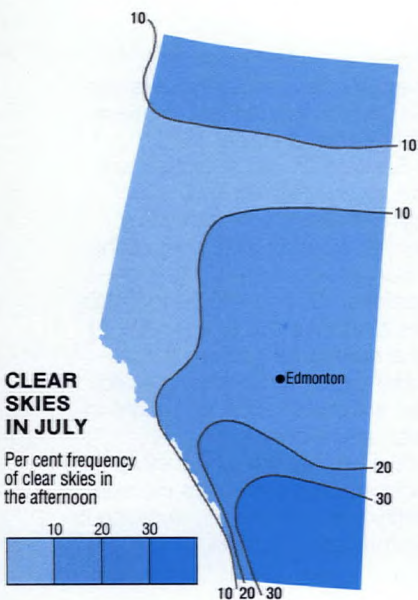 10
10
10
Edmonton
CLEAR
SKIES
IN JULY
Per cent frequency
of clear skies in
the afternoon
20
30
10 20 30
10 20 30